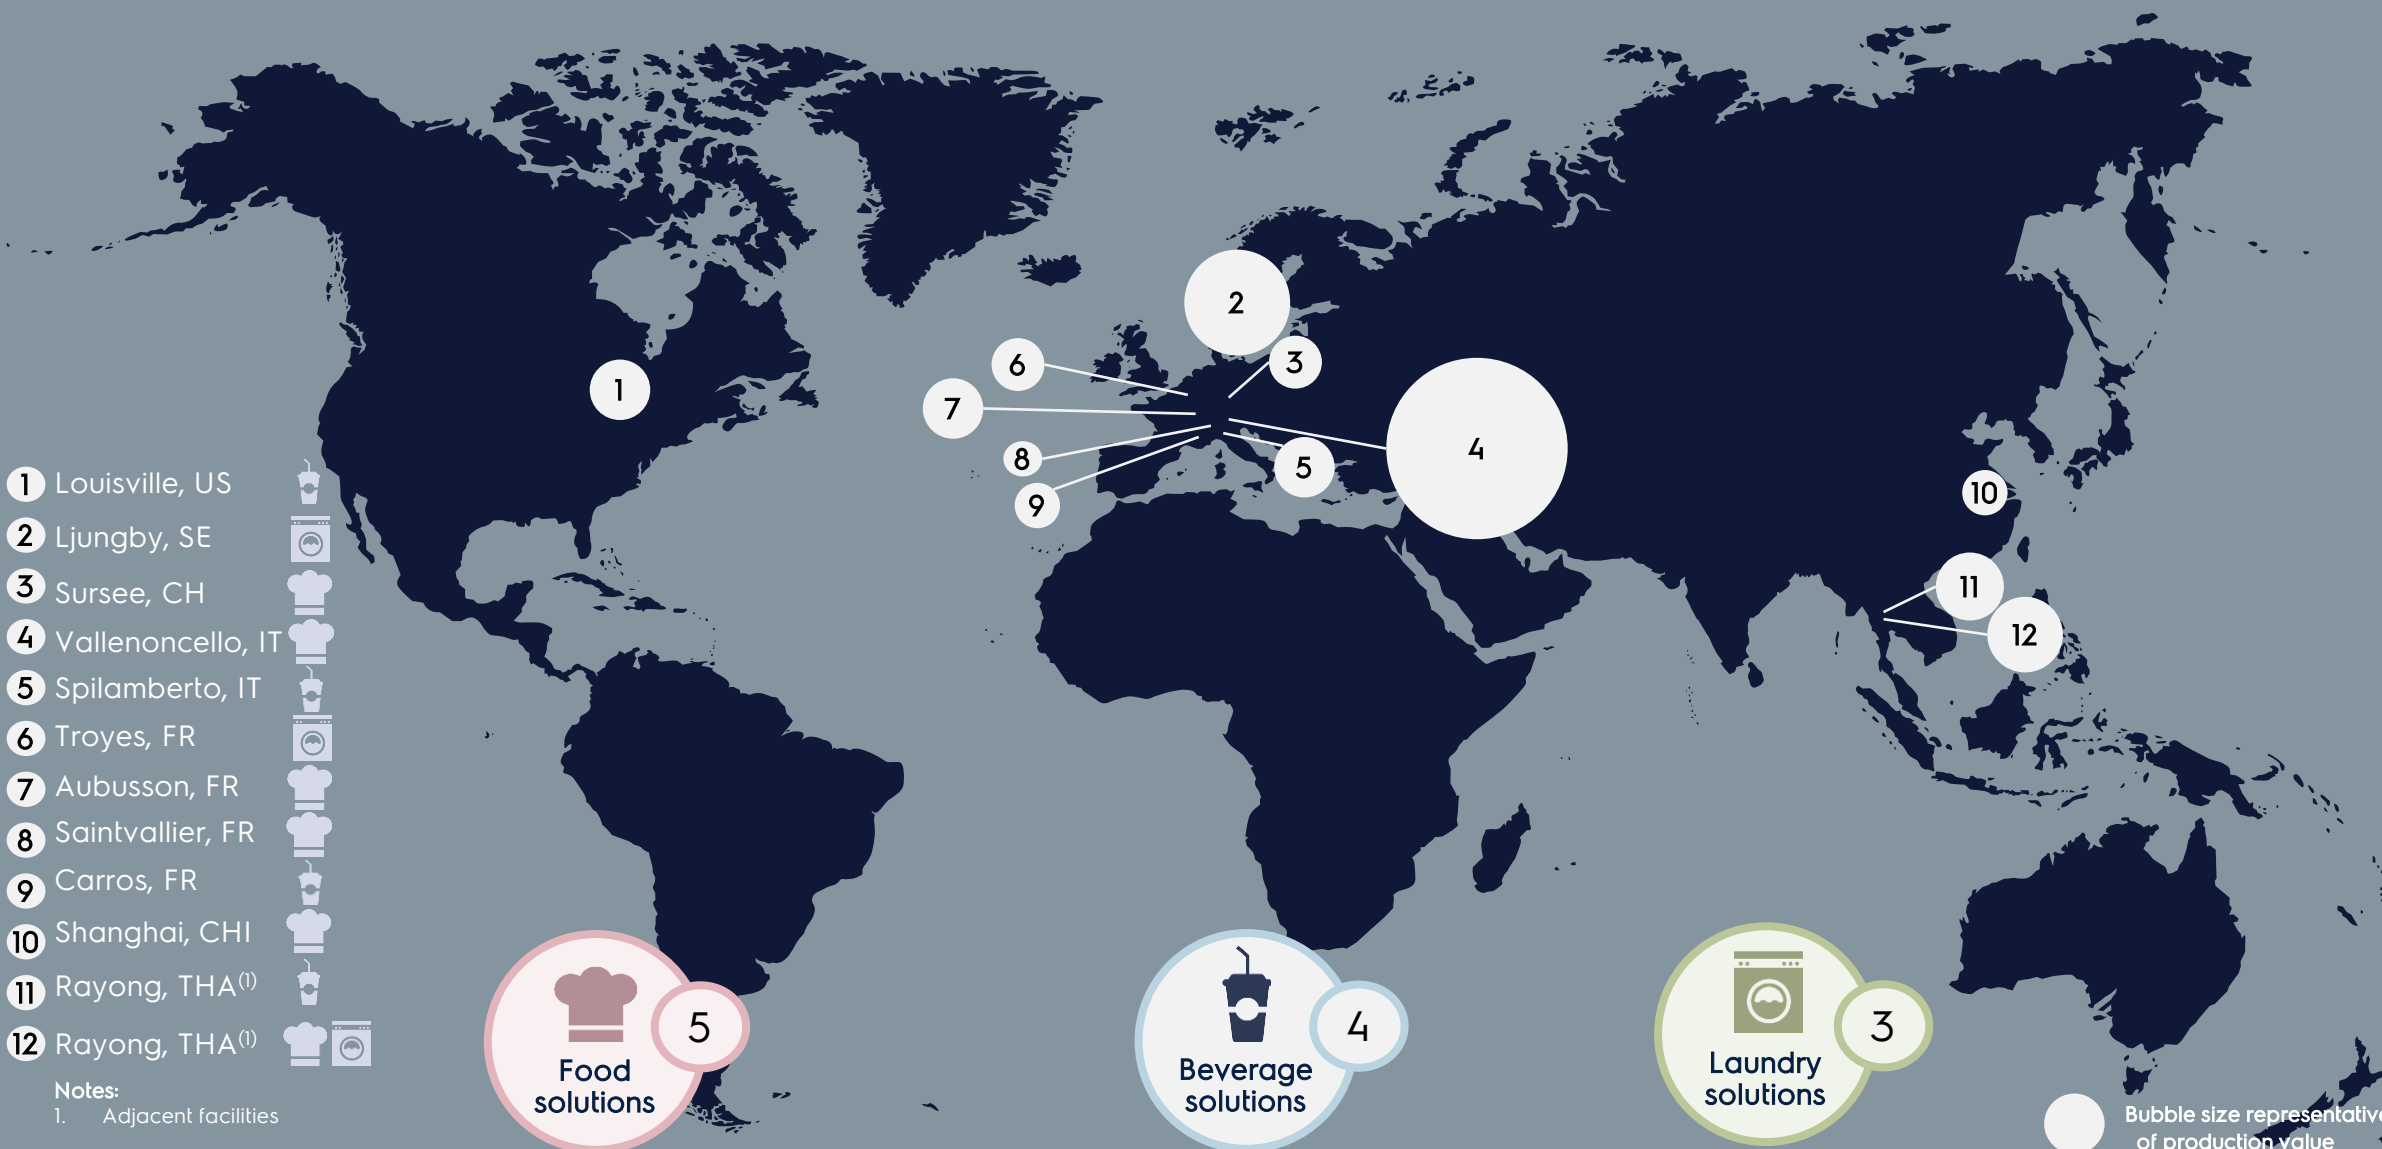 2
6
3
1
7
4
8
5
9
10
11
12
1 Louisville, US
2 Ljungby, SE
3 Sursee, CH
4 Vallenoncello, IT
5 Spilamberto, IT
6 Troyes, FR
7 Aubusson, FR
8 Saintvallier, FR
9 Carros, FR
10 Shanghai, CHI
11 Rayong, THA(1)
12 Rayong, THA(1)
Notes:
1. Adjacent facilities
5
Food
solutions
4
Beverage
solutions
3
Laundry
solutions
Bubble size representative
of production value